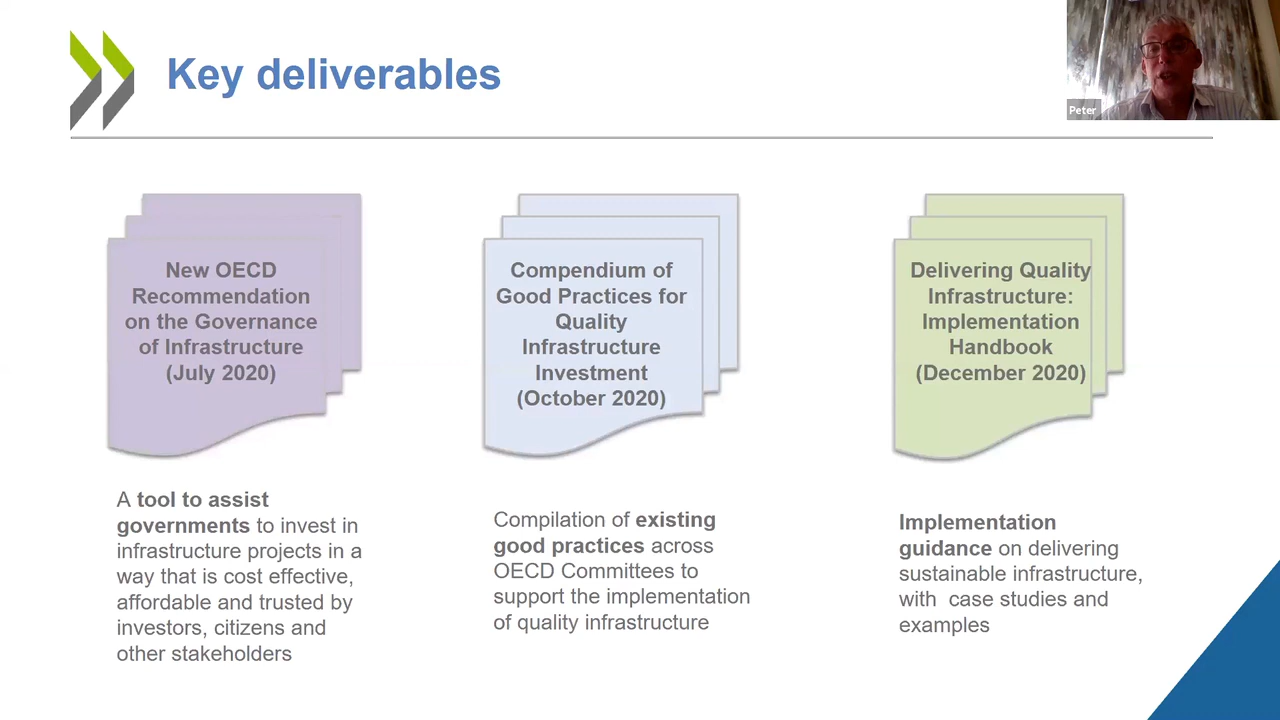 Key deliverables
Peter
New OECD
Recommendation
on the Governance
of Infrastructure
(July 2020)
Compendium of
Good Practices for
Quality
Infrastructure
Investment
(October 2020)
Delivering Quality
Infrastructure:
Implementation
Handbook
(December 2020)
A tool to assist
governments to invest in
infrastructure projects in a
way that is cost effective,
affordable and trusted by
investors, citizens and
other stakeholders
Compilation of existing
good practices across
OECD Committees to
support the implementation
of quality infrastructure
Implementation
guidance on delivering
sustainable infrastructure,
with  case studies and
examples